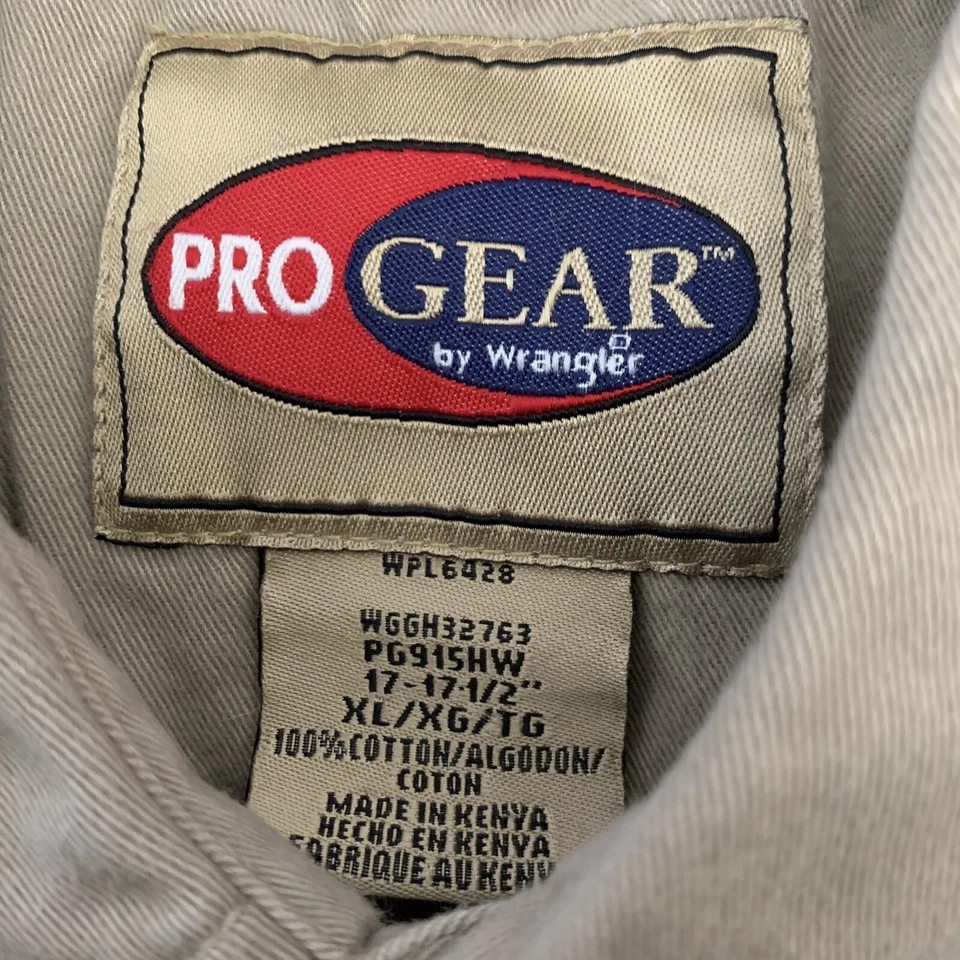 PRO GEAR™
by Wrangler
WPL6428
WGGH32763
PG915HW
17-17-1/2"
XL/XG/TG
100%COTTON/ALGODON/
COTON
MADE IN KENYA
HECHO EN KENYA
FABRIQUE AU